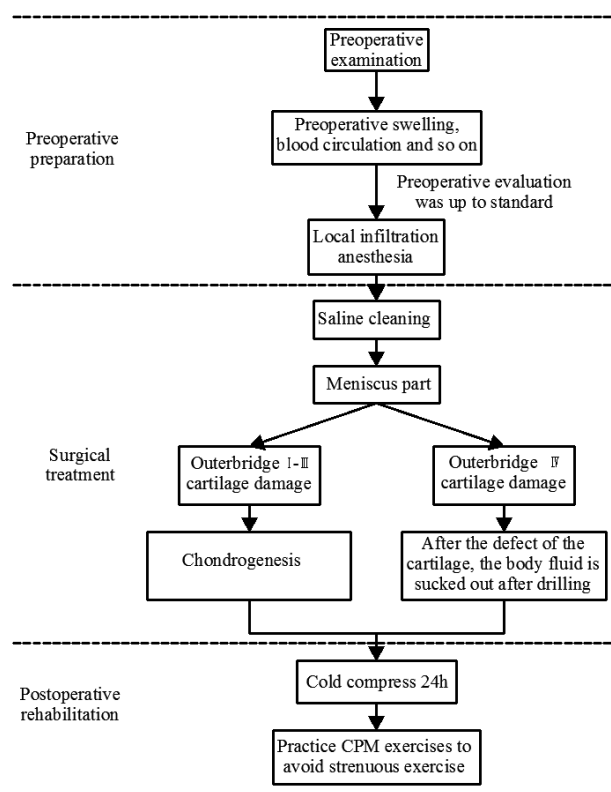 Preoperative
examination
Preoperative
preparation
Preoperative swelling,
blood circulation and so on
Preoperative evaluation
was up to standard
Local infiltration
anesthesia
Saline cleaning
Meniscus part
Surgical
treatment
Outerbridge Ⅰ-Ⅲ
cartilage damage
Outerbridge Ⅳ
cartilage damage
Chondrogenesis
After the defect of the
cartilage, the body fluid is
sucked out after drilling
Postoperative
rehabilitation
Cold compress 24h
Practice CPM exercises to
avoid strenuous exercise